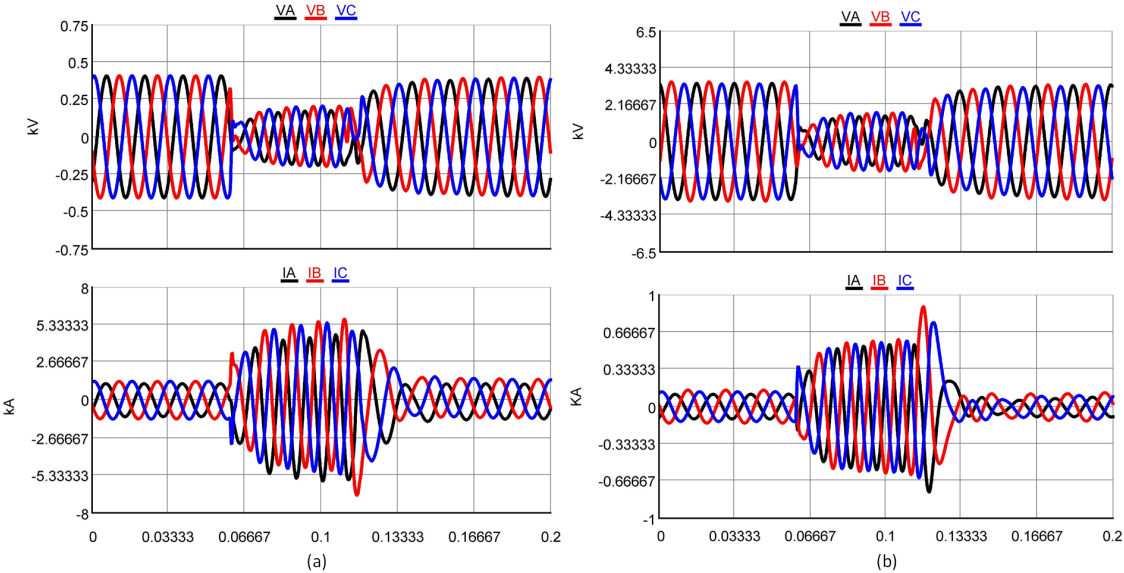 VA VB VC
0.75
0.5
0.25
0
-0.25
-0.5
-0.75
kV
IA IB IC
8
5.33333
2.66667
0
-2.66667
-5.33333
-8
kA
0 0.03333 0.06667 0.1 0.13333 0.16667 0.2
(a)
VA VB VC
6.5
4.33333
2.16667
0
-2.16667
-4.33333
-6.5
kV
IA IB IC
1
0.66667
0.33333
0
-0.33333
-0.66667
-1
KA
0 0.03333 0.06667 0.1 0.13333 0.16667 0.2
(b)